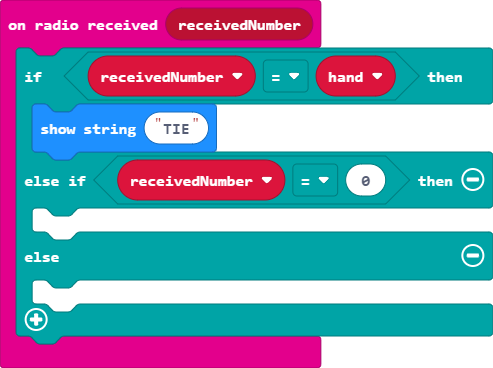 on radio received receivedNumber
if receivedNumber = hand then
show string "TIE"
else if receivedNumber = 0 then
else